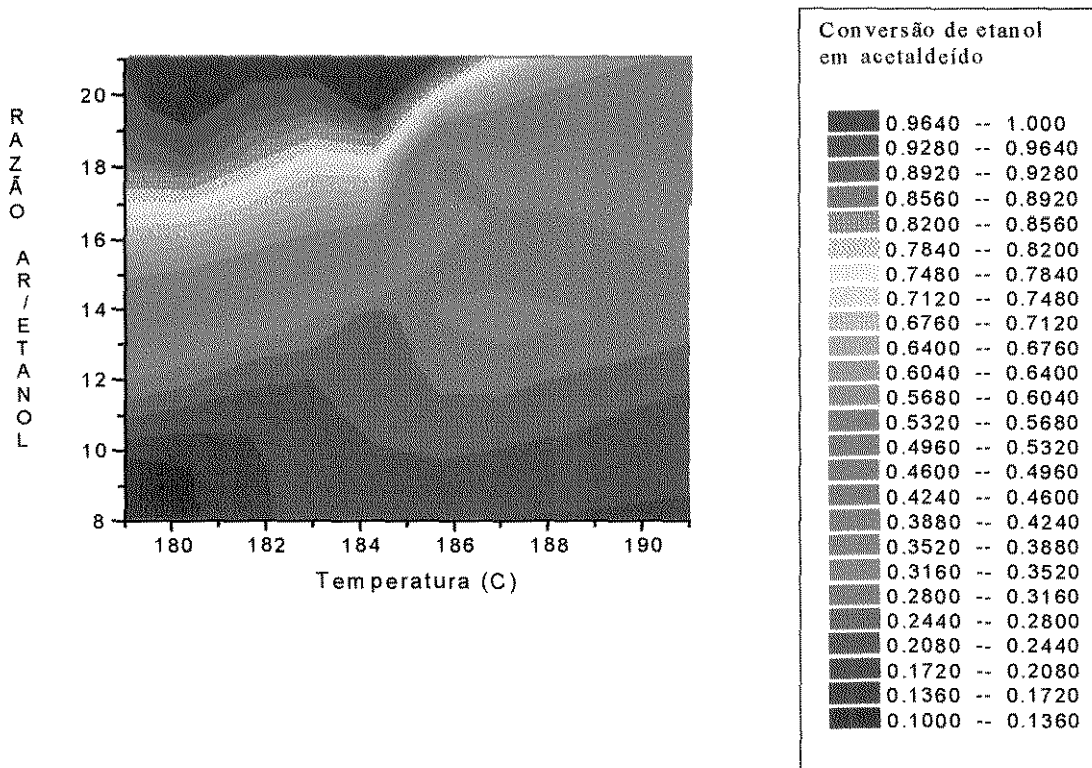 RAZÃO AR/ETANOL
20
18
16
14
12
10
8
180 182 184 186 188 190
Temperatura (C)
Conversão de etanol
em acetaldeído
0.9640 -- 1.000
0.9280 -- 0.9640
0.8920 -- 0.9280
0.8560 -- 0.8920
0.8200 -- 0.8560
0.7840 -- 0.8200
0.7480 -- 0.7840
0.7120 -- 0.7480
0.6760 -- 0.7120
0.6400 -- 0.6760
0.6040 -- 0.6400
0.5680 -- 0.6040
0.5320 -- 0.5680
0.4960 -- 0.5320
0.4600 -- 0.4960
0.4240 -- 0.4600
0.3880 -- 0.4240
0.3520 -- 0.3880
0.3160 -- 0.3520
0.2800 -- 0.3160
0.2440 -- 0.2800
0.2080 -- 0.2440
0.1720 -- 0.2080
0.1360 -- 0.1720
0.1000 -- 0.1360